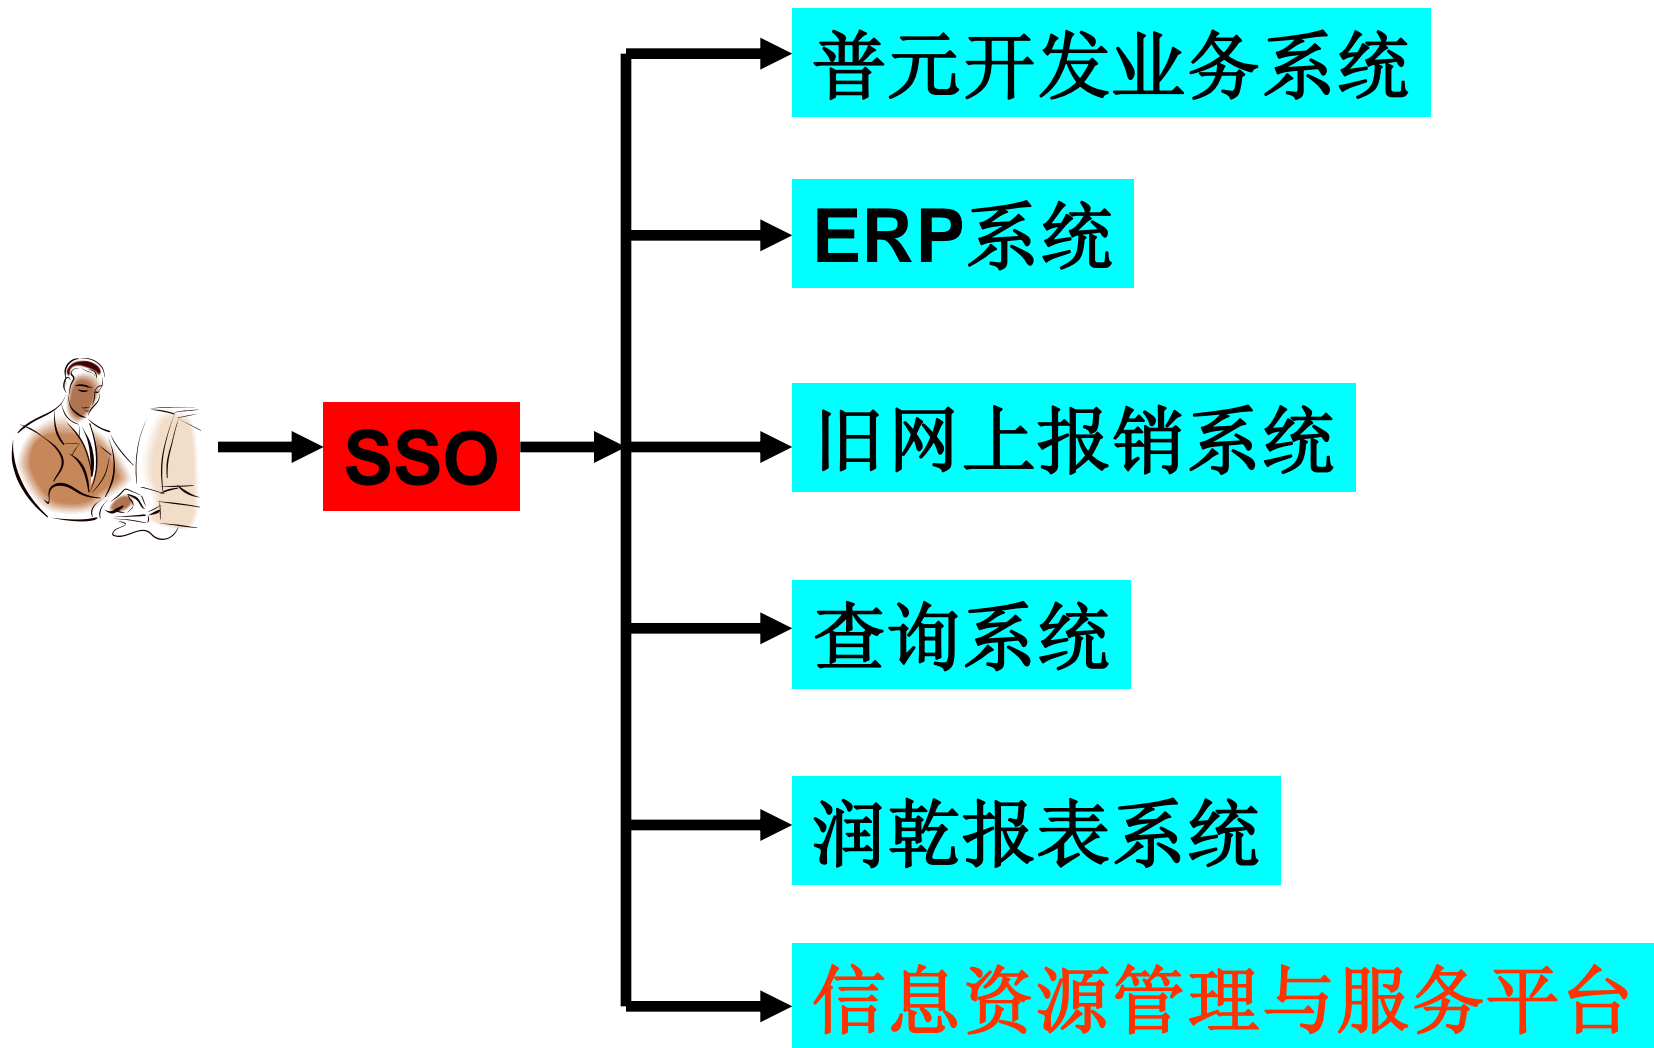 普元开发业务系统
ERP系统
SSO
旧网上报销系统
查询系统
润乾报表系统
信息资源管理与服务平台